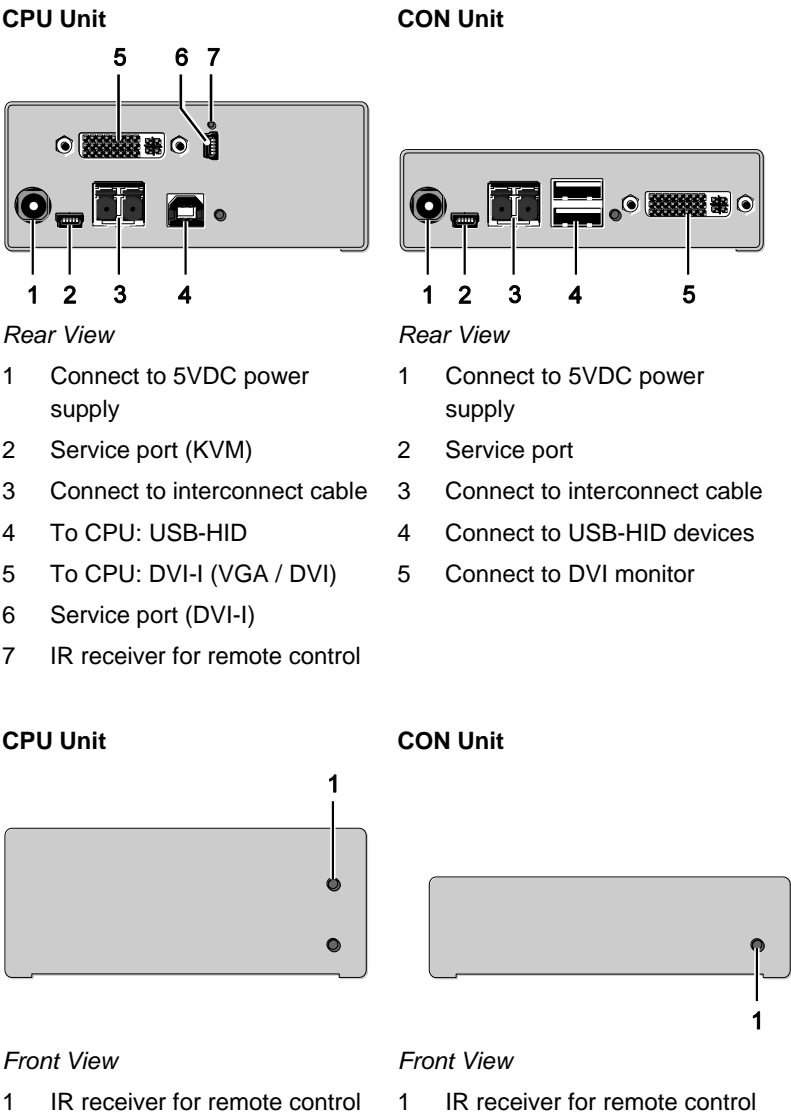 CPU Unit
5 6 7
1 2 3 4
Rear View
1 Connect to 5VDC power
supply
2 Service port (KVM)
3 Connect to interconnect cable
4 To CPU: USB-HID
5 To CPU: DVI-I (VGA / DVI)
6 Service port (DVI-I)
7 IR receiver for remote control
CON Unit
1 2 3 4 5
Rear View
1 Connect to 5VDC power
supply
2 Service port
3 Connect to interconnect cable
4 Connect to USB-HID devices
5 Connect to DVI monitor
CPU Unit
1
Front View
1 IR receiver for remote control
CON Unit
1
Front View
1 IR receiver for remote control